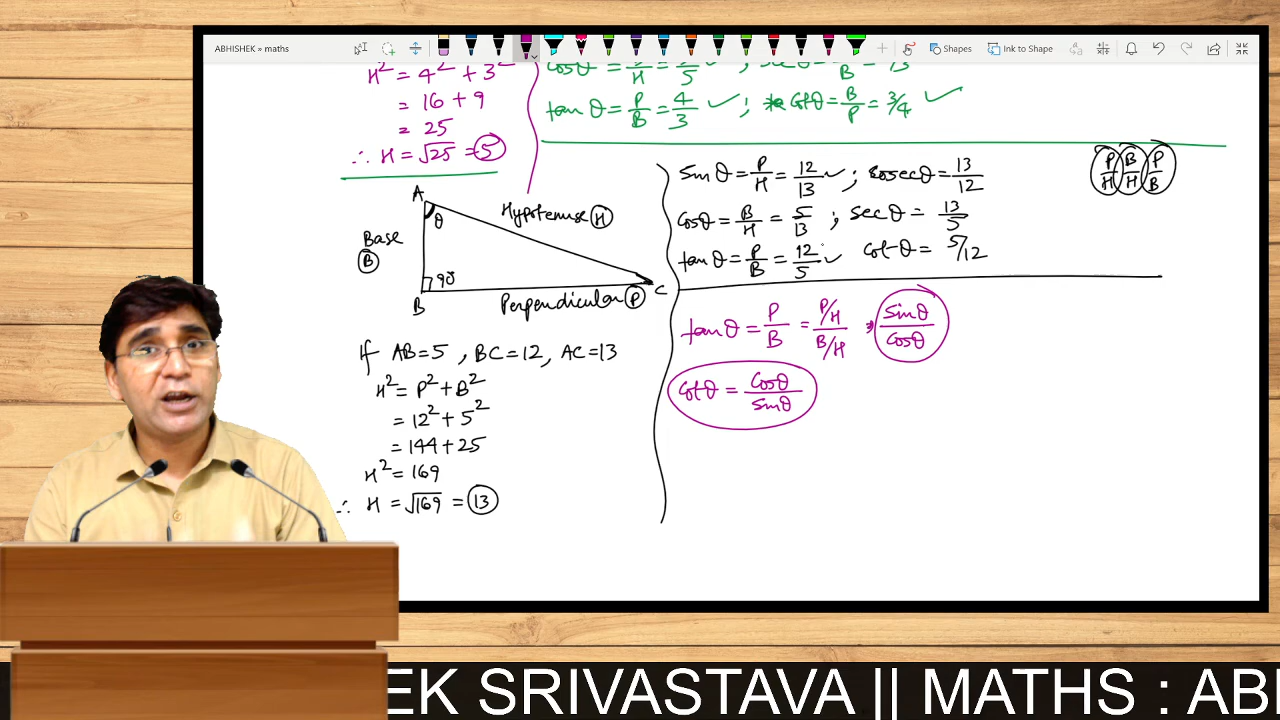 ABHISHEK » maths
Shapes
Ink to Shape
H² = 4² + 3²
= 16 + 9
= 25
∴ H = √25 = 5
tan θ = P/B = 4/3 ✓ ; cot θ = B/P = 3/4 ✓
sin θ = P/H = 12/13 ✓ ; cosec θ = 13/12
P/H B/H P/B
cos θ = B/H = 5/13 ; sec θ = 13/5
tan θ = P/B = 12/5 ✓ cot θ = 5/12
A
θ
Hypotenuse H
Base
B
90°
B
Perpendicular P
C
tan θ = P/B = P/H / B/H = sin θ / cos θ
cot θ = cos θ / sin θ
If AB=5 , BC=12, AC=13
H² = P² + B²
= 12² + 5²
= 144 + 25
H² = 169
∴ H = √169 = 13
EK SRIVASTAVA || MATHS : AB